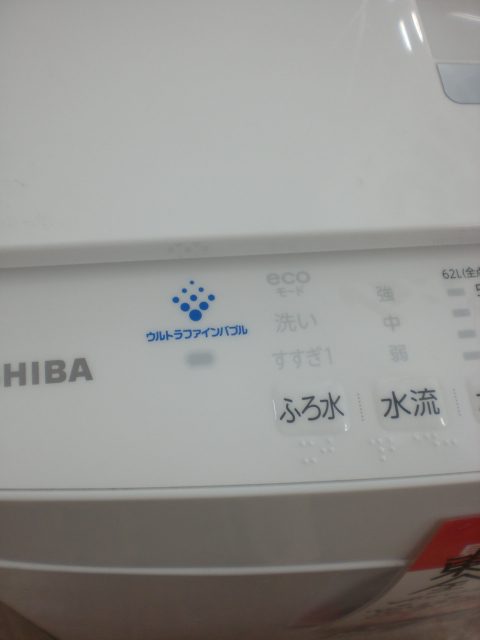 eco
モード
ウルトラファインバブル
洗い
すすぎ1
強
中
弱
62L(全
HIBA
ふろ水
水流